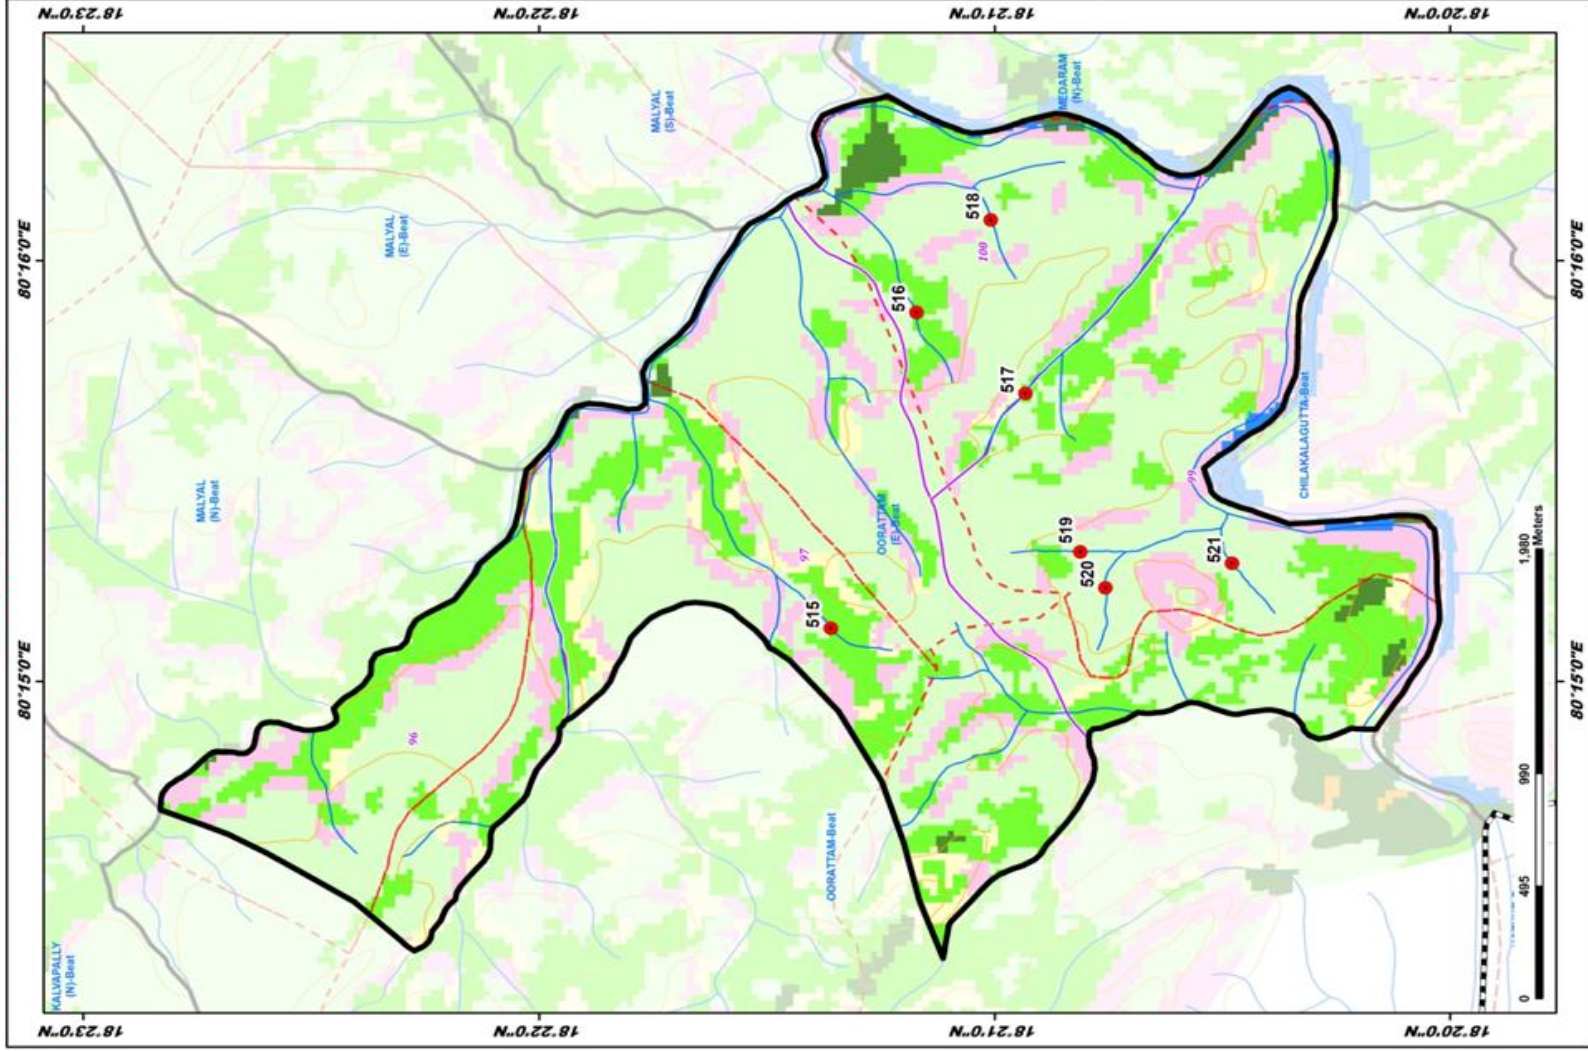 80°15'0"E
80°16'0"E
18°23'0"N
18°23'0"N
KALVAPALLY
(N)-Beat
MALYAL
(N)-Beat
MALYAL
(E)-Beat
96
18°22'0"N
18°22'0"N
MALYAL
(S)-Beat
97
515
OORATTAM-Beat
OORATTAM
(E)-Beat
516
518
100
18°21'0"N
18°21'0"N
517
MEDARAM
(N)-Beat
519
520
99
521
CHILAKALAGUTTA-Beat
18°20'0"N
18°20'0"N
0 495 990 1,980
Meters
80°15'0"E
80°16'0"E